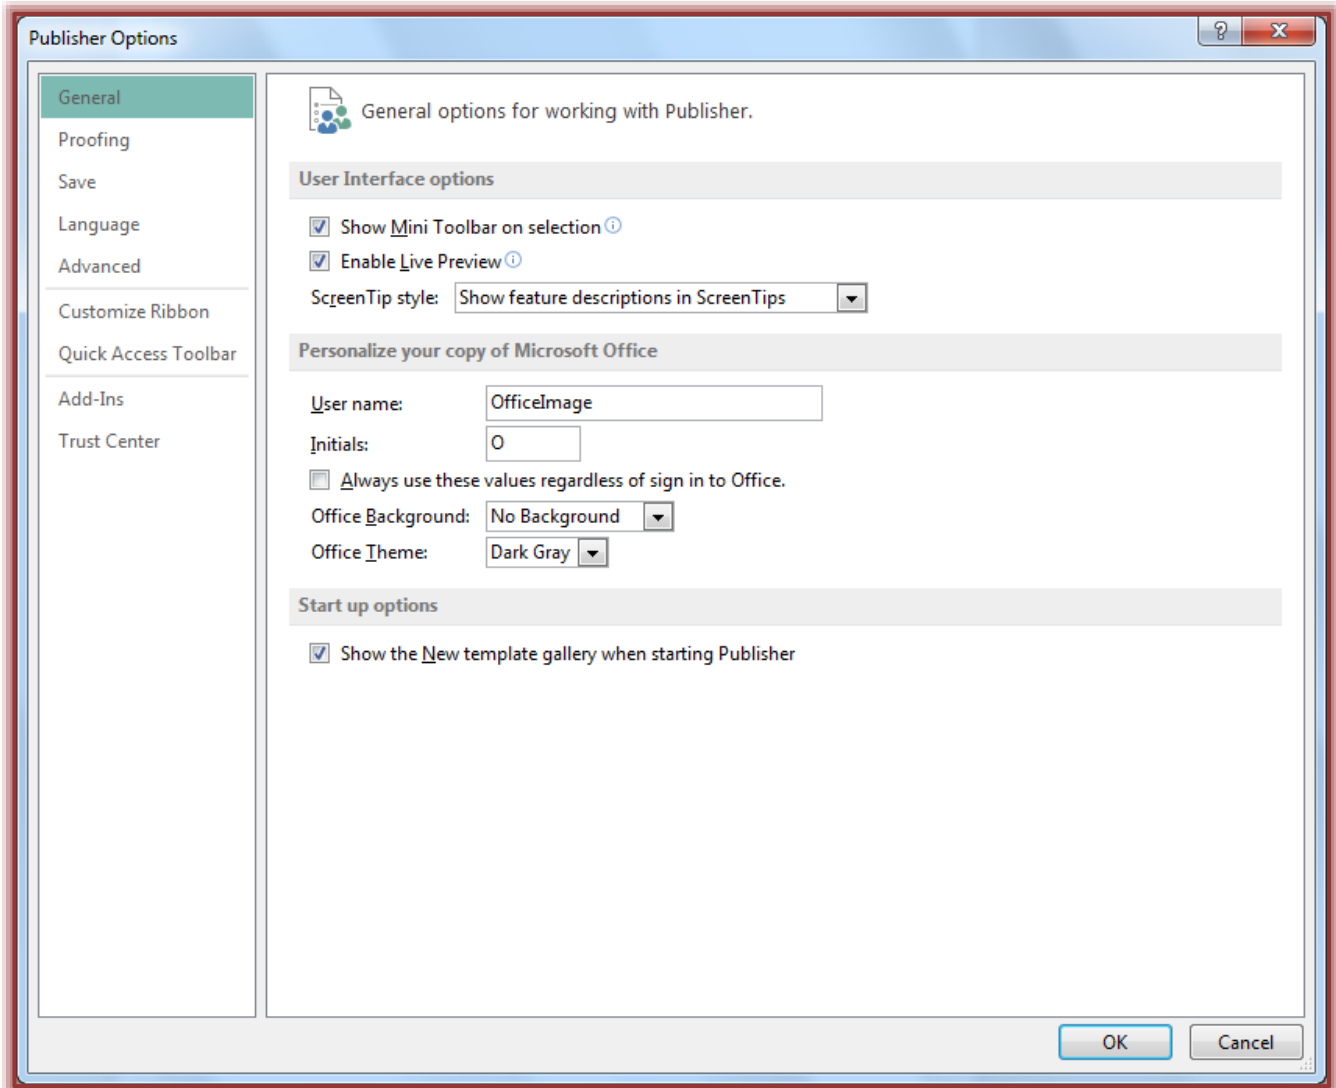 Publisher Options
General
Proofing
Save
Language
Advanced
Customize Ribbon
Quick Access Toolbar
Add-Ins
Trust Center
General options for working with Publisher.
User Interface options
Show Mini Toolbar on selection
Enable Live Preview
ScreenTip style: Show feature descriptions in ScreenTips
Personalize your copy of Microsoft Office
User name: OfficeImage
Initials: O
Always use these values regardless of sign in to Office.
Office Background: No Background
Office Theme: Dark Gray
Start up options
Show the New template gallery when starting Publisher
OK Cancel